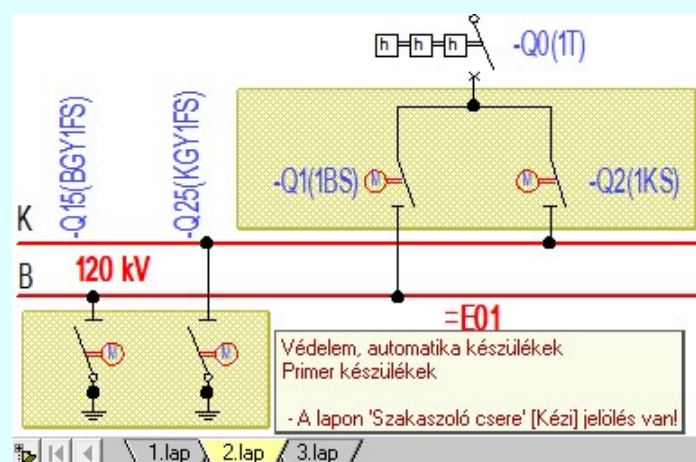 h h h -Q0(1T)
-Q15(BGY1FS)
-Q25(KGY1FS)
-Q1(1BS) M M -Q2(1KS)
K
B 120 kV
=E01
M M
Védelem, automatika készülékek
Primer készülékek
- A lapon 'Szakaszoló csere' [Kézi] jelölés van!
1.lap 2.lap 3.lap